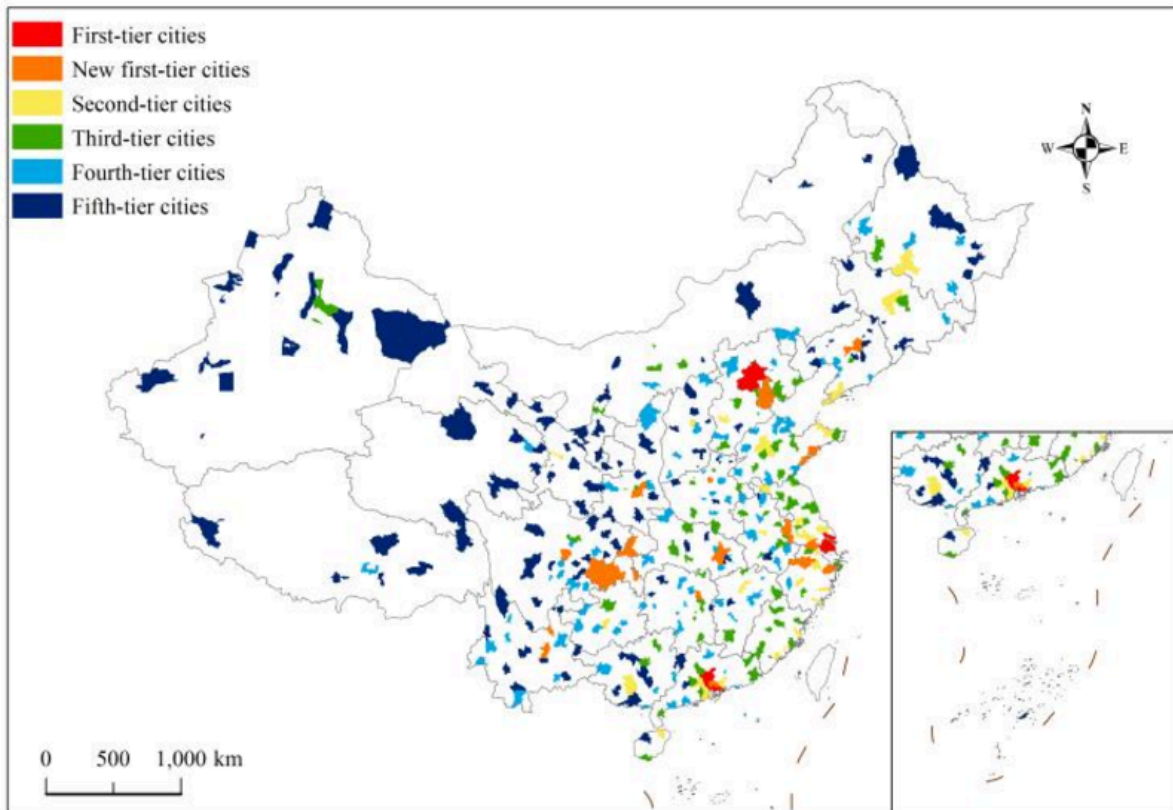 First-tier cities
New first-tier cities
Second-tier cities
Third-tier cities
Fourth-tier cities
Fifth-tier cities
N
W E
S
0 500 1,000 km